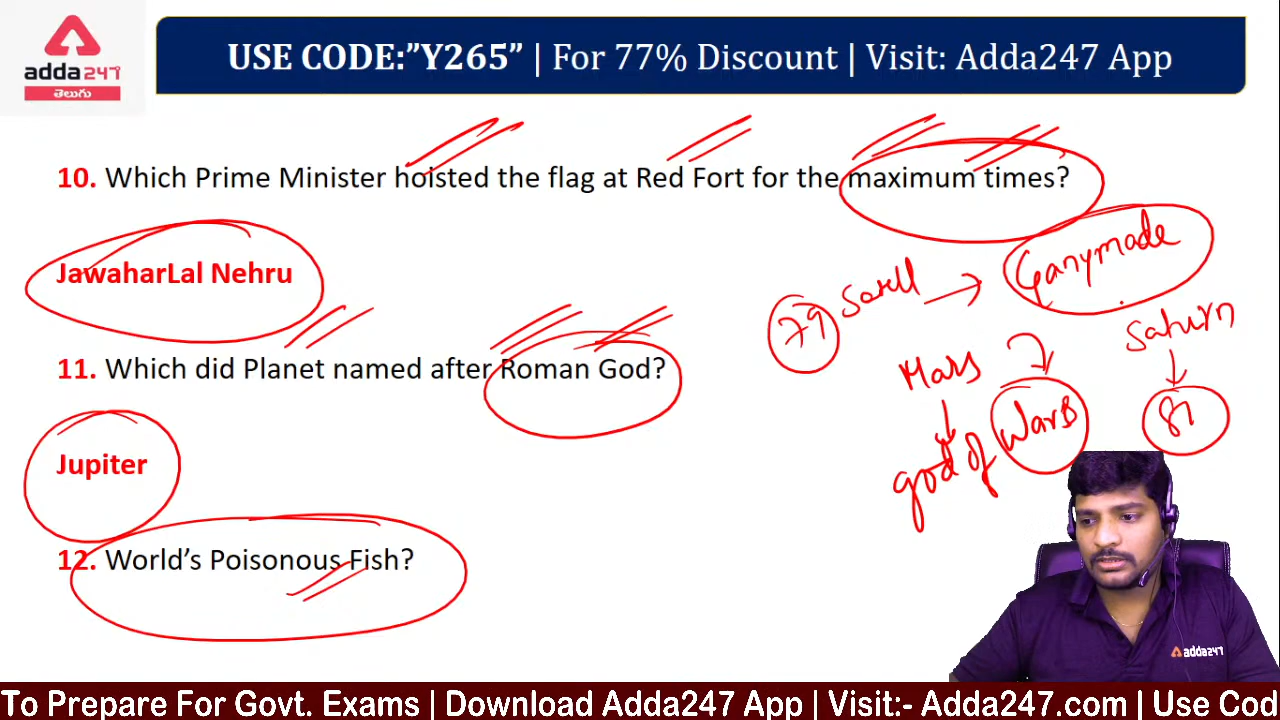 adda247
తెలుగు
USE CODE:”Y265” | For 77% Discount | Visit: Adda247 App
10. Which Prime Minister hoisted the flag at Red Fort for the maximum times?
JawaharLal Nehru
Ganymade
79
Saturn
11. Which did Planet named after Roman God?
Mars
god of Wars
Jupiter
12. World’s Poisonous Fish?
adda247
To Prepare For Govt. Exams | Download Adda247 App | Visit:- Adda247.com | Use Cod